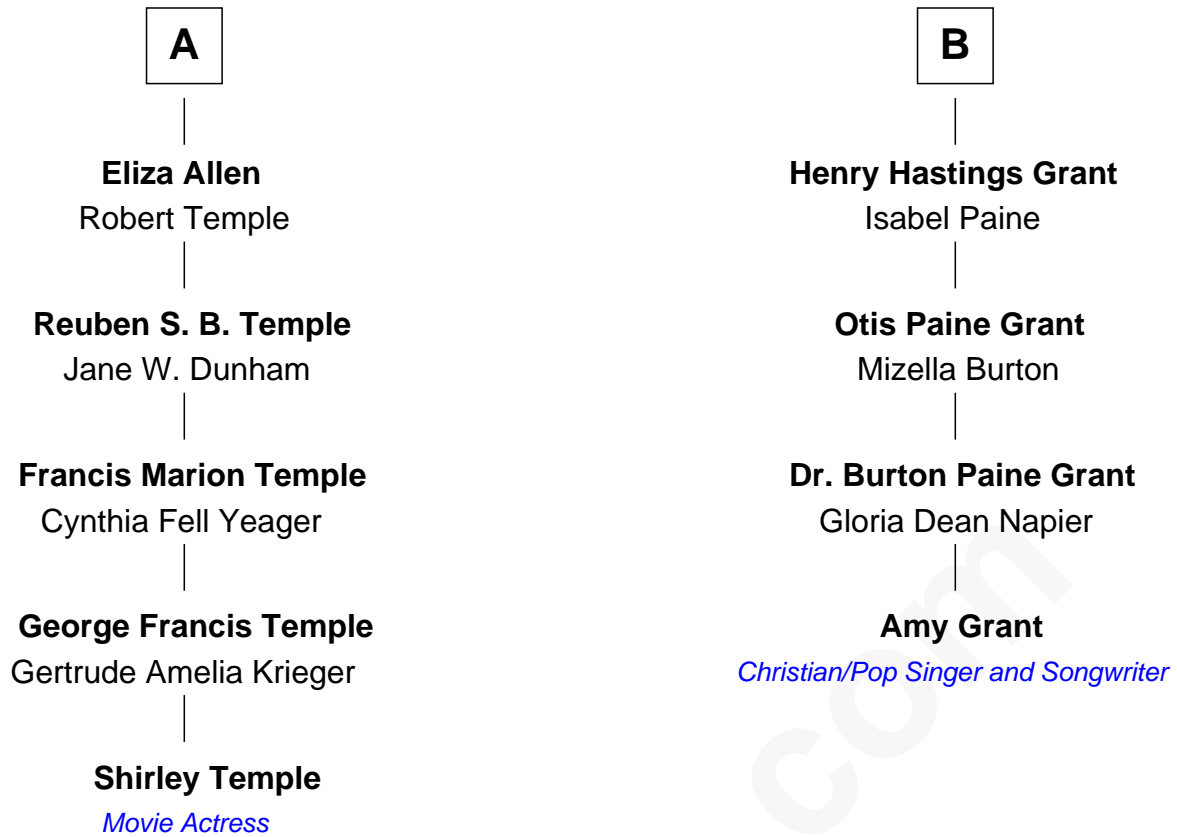 A
Eliza Allen
Robert Temple
Reuben S. B. Temple
Jane W. Dunham
Francis Marion Temple
Cynthia Fell Yeager
George Francis Temple
Gertrude Amelia Krieger
Shirley Temple
Movie Actress
B
Henry Hastings Grant
Isabel Paine
Otis Paine Grant
Mizella Burton
Dr. Burton Paine Grant
Gloria Dean Napier
Amy Grant
Christian/Pop Singer and Songwriter
com